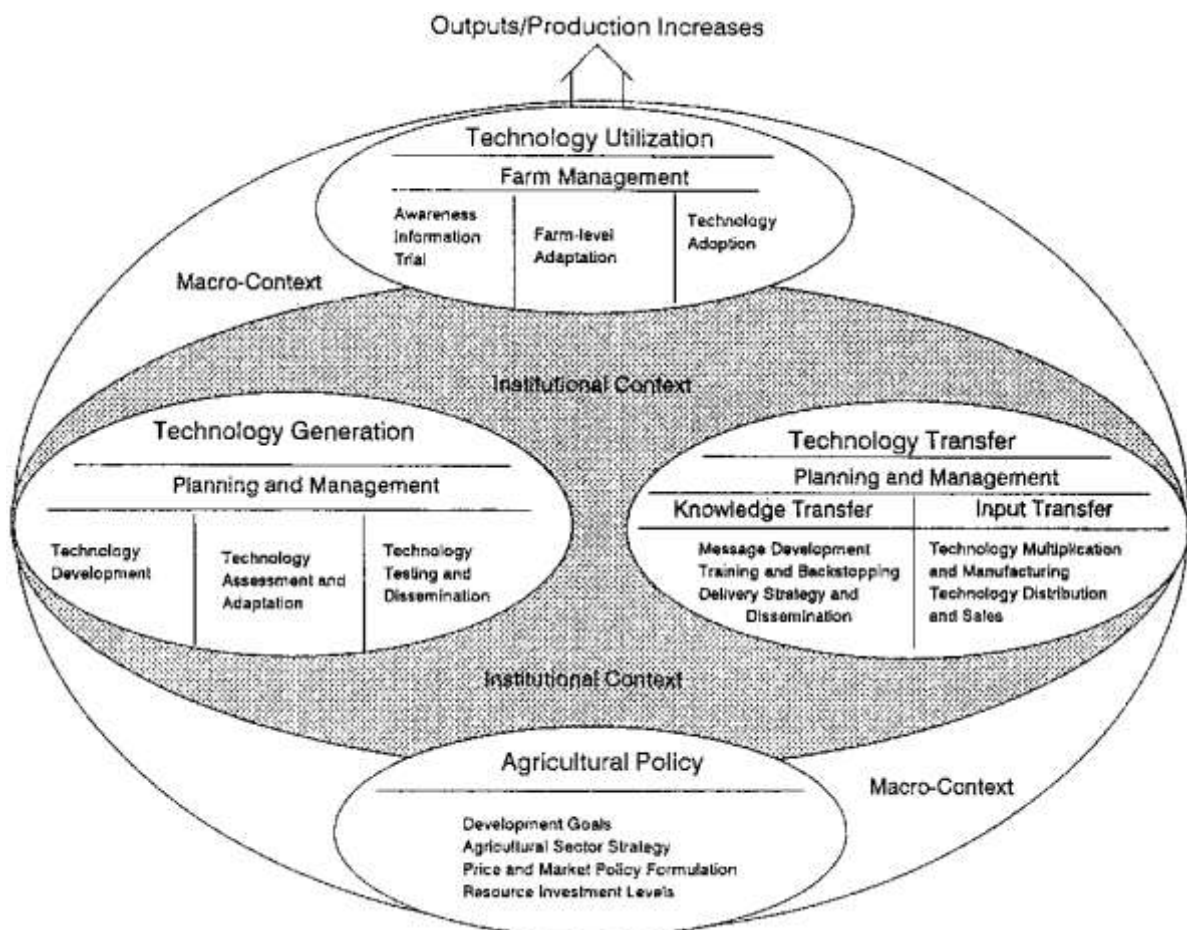 Outputs/Production Increases
Technology Utilization
Farm Management
Awareness
Information
Trial
Farm-level
Adaptation
Technology
Adoption
Macro-Context
Institutional Context
Technology Generation
Planning and Management
Technology
Development
Technology
Assessment and
Adaptation
Technology
Testing and
Dissemination
Technology Transfer
Planning and Management
Knowledge Transfer
Message Development
Training and Backstopping
Delivery Strategy and
Dissemination
Input Transfer
Technology Multiplication
and Manufacturing
Technology Distribution
and Sales
Institutional Context
Agricultural Policy
Development Goals
Agricultural Sector Strategy
Price and Market Policy Formulation
Resource Investment Levels
Macro-Context